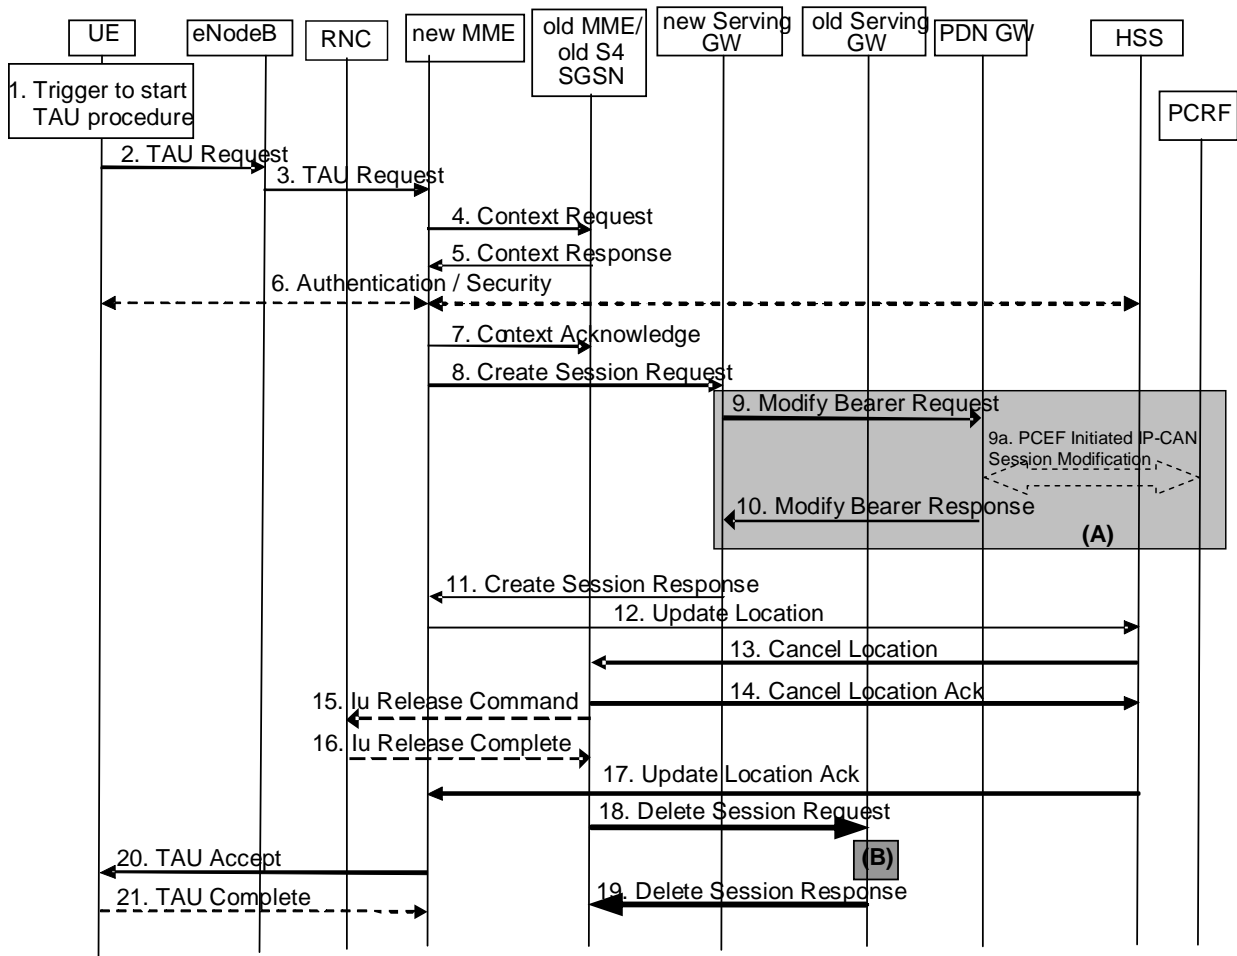 UE
eNodeB
RNC
new MME
old MME/
old S4
SGSN
new Serving
GW
old Serving
GW
PDN GW
HSS
PCRF
1. Trigger to start
TAU procedure
2. TAU Request
3. TAU Request
4. Context Request
5. Context Response
6. Authentication / Security
7. Context Acknowledge
8. Create Session Request
9. Modify Bearer Request
9a. PCEF Initiated IP-CAN
Session Modification
10. Modify Bearer Response
(A)
11. Create Session Response
12. Update Location
13. Cancel Location
14. Cancel Location Ack
15. Iu Release Command
16. Iu Release Complete
17. Update Location Ack
18. Delete Session Request
(B)
19. Delete Session Response
20. TAU Accept
21. TAU Complete